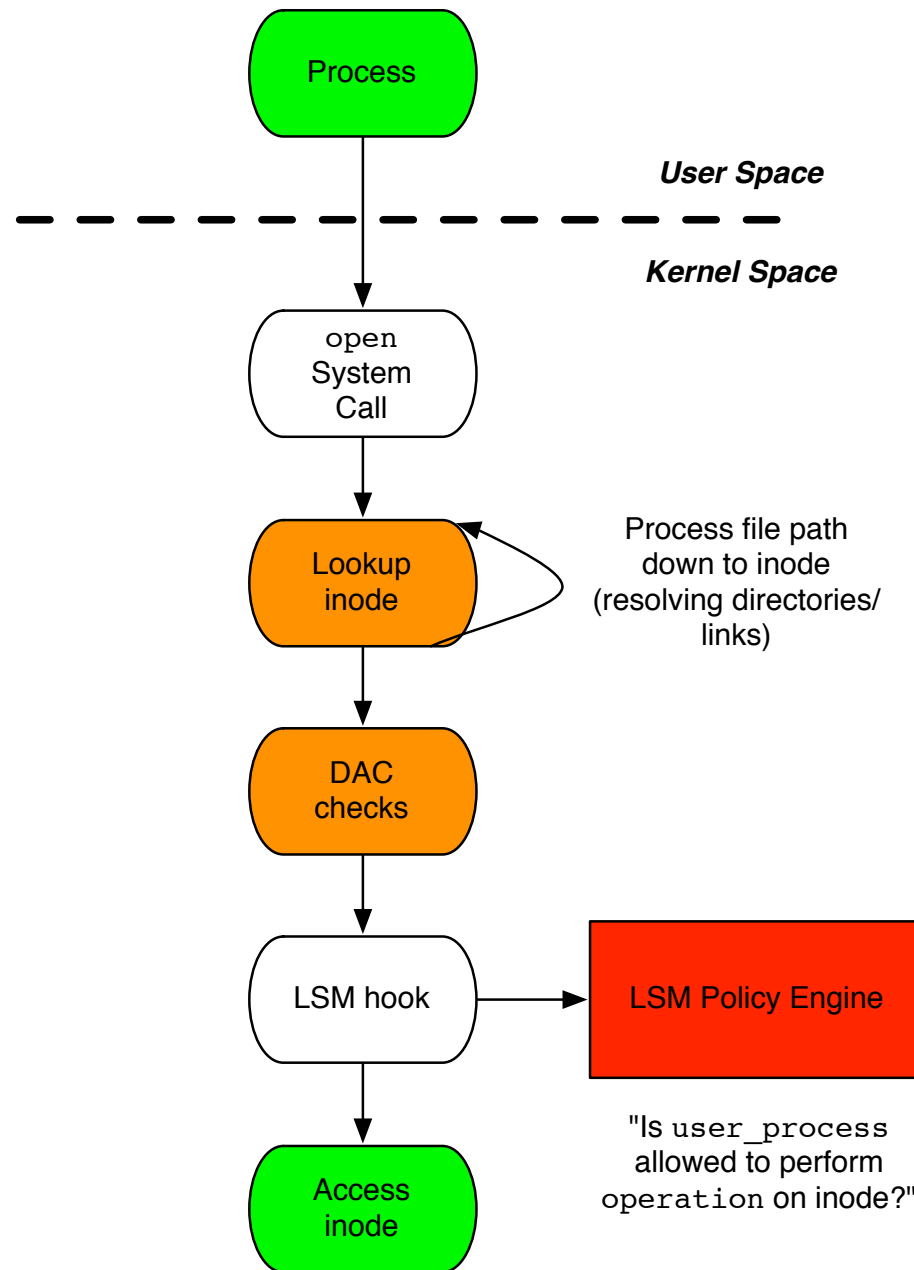 Process
User Space
Kernel Space
open
System
Call
Lookup
inode
Process file path
down to inode
(resolving directories/
links)
DAC
checks
LSM hook
LSM Policy Engine
"Is user_process
allowed to perform
operation on inode?"
Access
inode